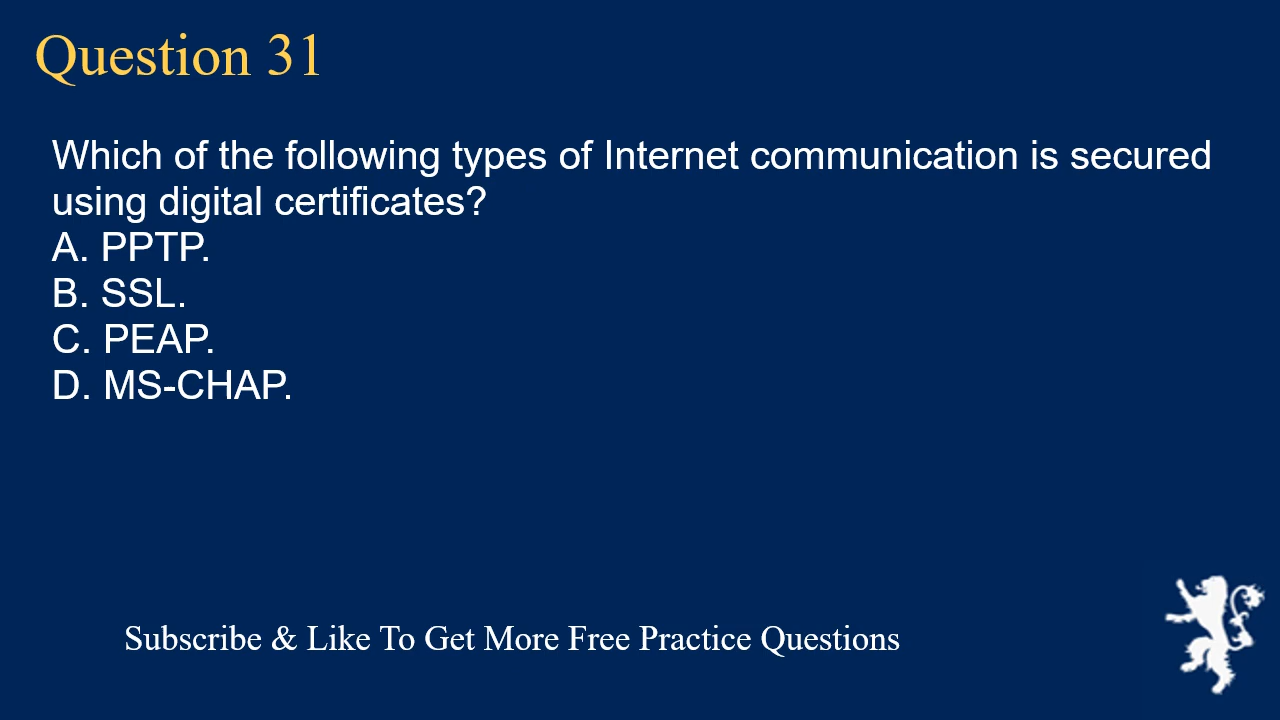 Question 31
Which of the following types of Internet communication is secured
using digital certificates?
A. PPTP.
B. SSL.
C. PEAP.
D. MS-CHAP.
Subscribe & Like To Get More Free Practice Questions